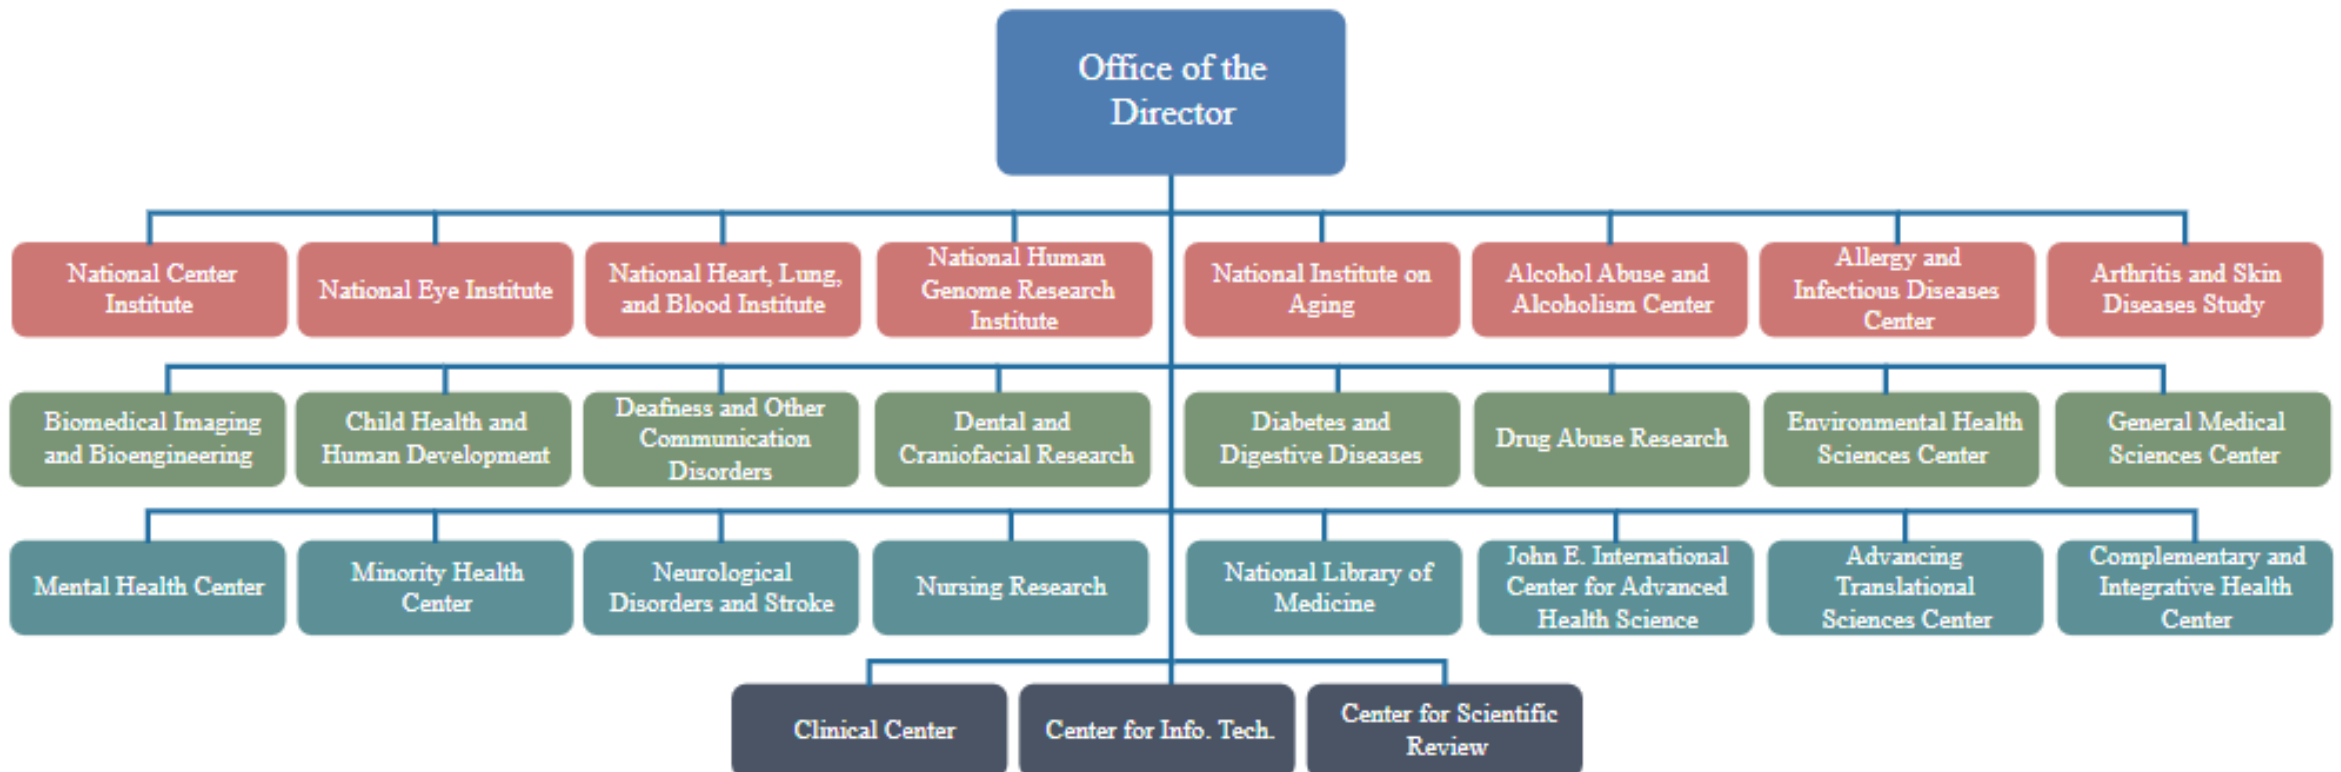 Office of the
Director
National Center
Institute
National Eye Institute
National Heart, Lung,
and Blood Institute
National Human
Genome Research
Institute
National Institute on
Aging
Alcohol Abuse and
Alcoholism Center
Allergy and
Infectious Diseases
Center
Arthritis and Skin
Diseases Study
Biomedical Imaging
and Bioengineering
Child Health and
Human Development
Deafness and Other
Communication
Disorders
Dental and
Craniofacial Research
Diabetes and
Digestive Diseases
Drug Abuse Research
Environmental Health
Sciences Center
General Medical
Sciences Center
Mental Health Center
Minority Health
Center
Neurological
Disorders and Stroke
Nursing Research
National Library of
Medicine
John E. International
Center for Advanced
Health Science
Advancing
Translational
Sciences Center
Complementary and
Integrative Health
Center
Clinical Center
Center for Info. Tech.
Center for Scientific
Review